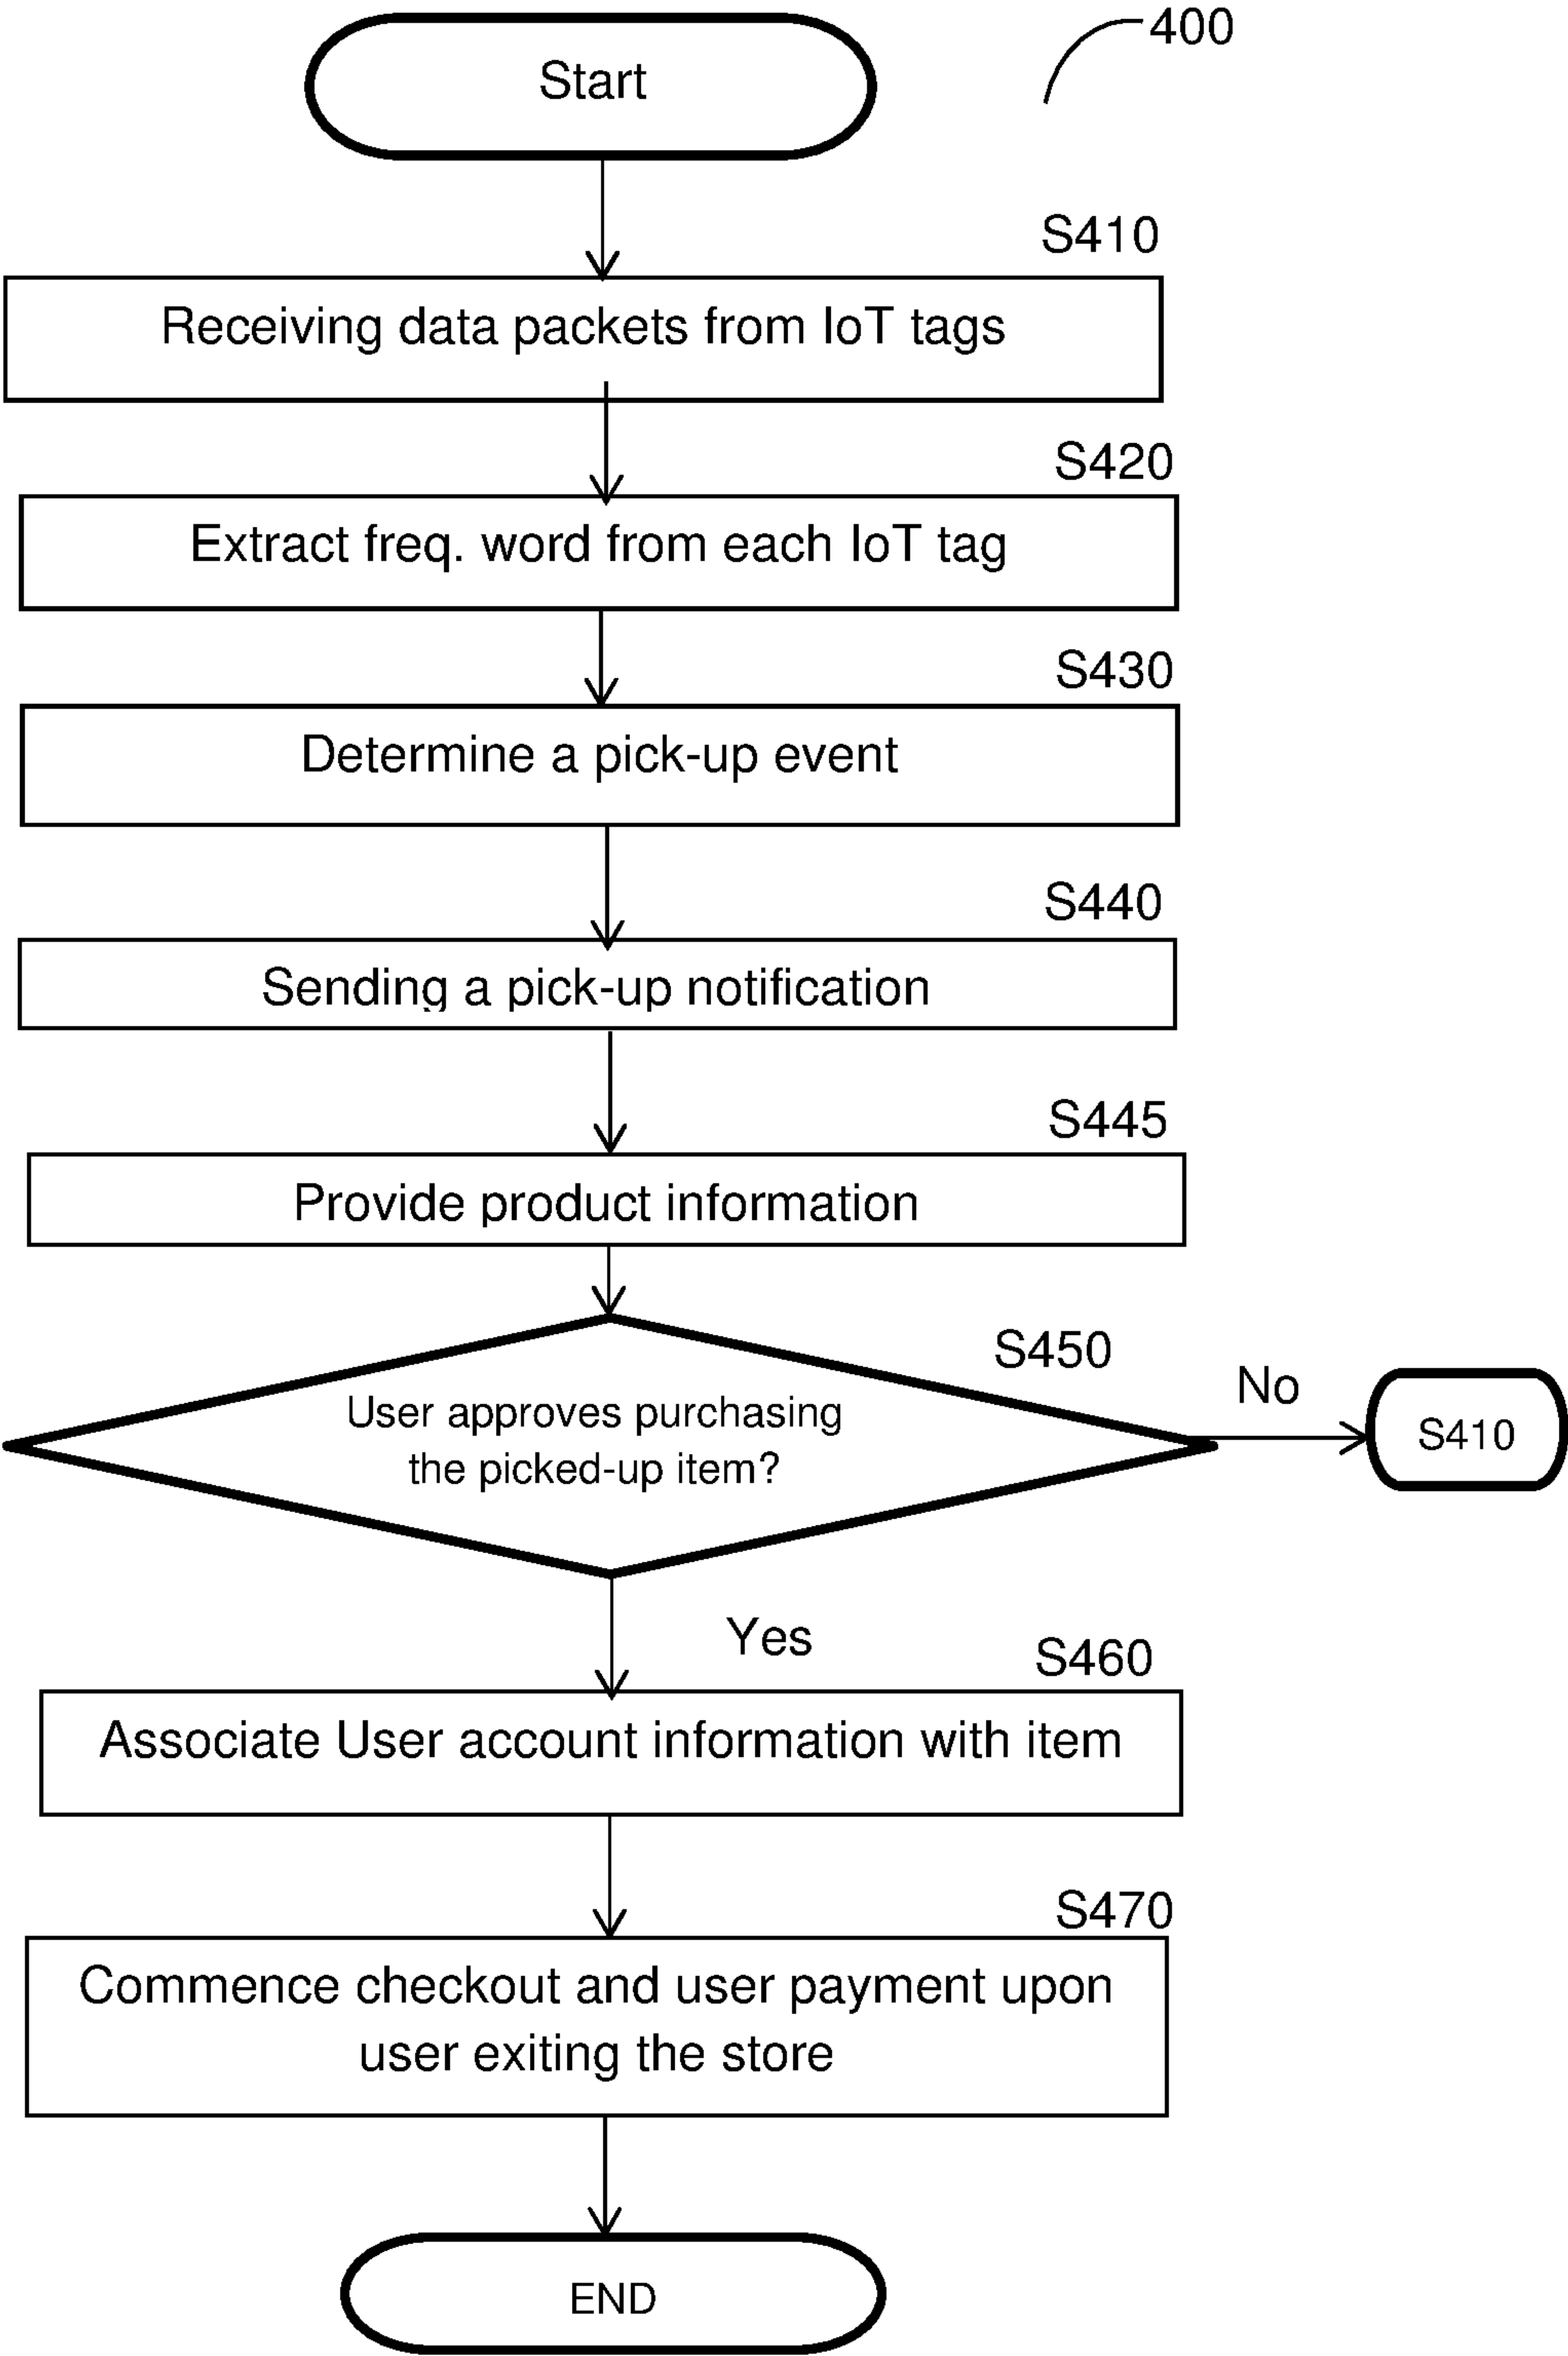 400
Start
S410
Receiving data packets from IoT tags
S420
Extract freq. word from each IoT tag
S430
Determine a pick-up event
S440
Sending a pick-up notification
S445
Provide product information
S450
User approves purchasing
the picked-up item?
No
S410
Yes
S460
Associate User account information with item
S470
Commence checkout and user payment upon
user exiting the store
END